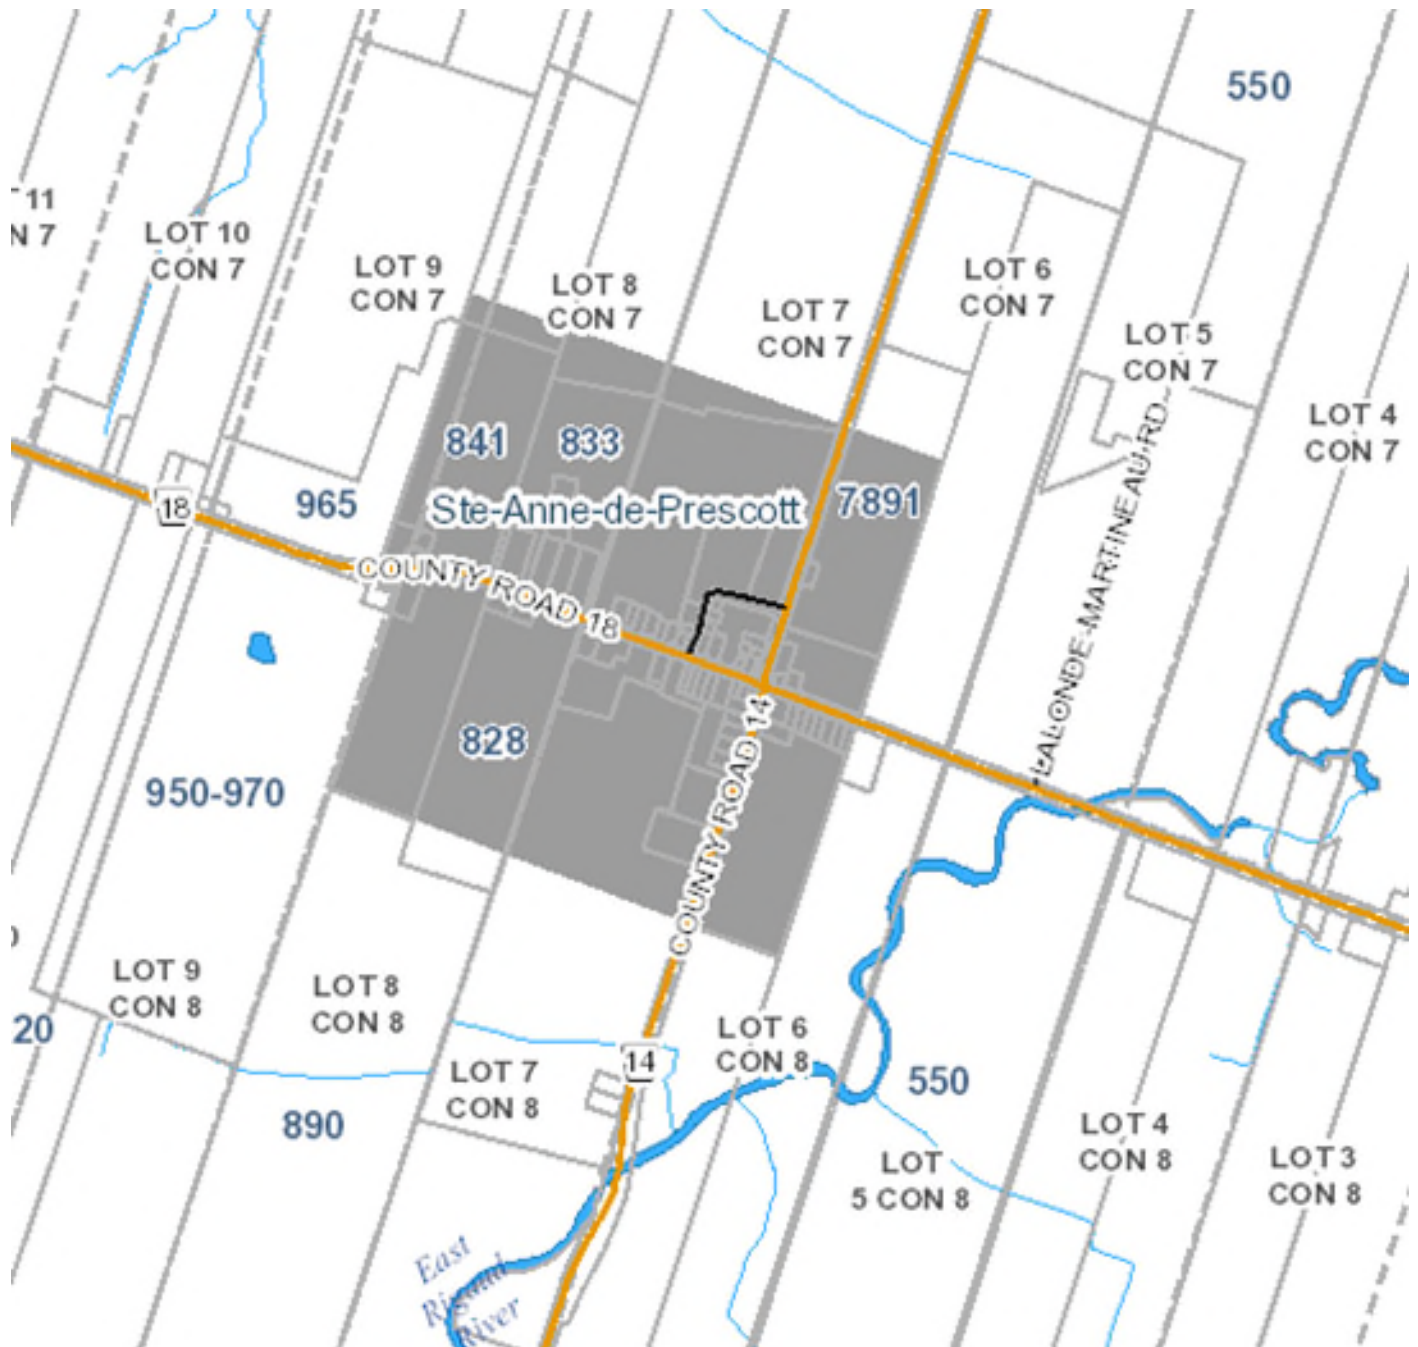 550
11
N 7
LOT 10
CON 7
LOT 9
CON 7
LOT 8
CON 7
LOT 7
CON 7
LOT 6
CON 7
LOT 5
CON 7
LOT 4
CON 7
841
833
965
Ste-Anne-de-Prescott
7891
18
COUNTY ROAD 18
LALONDE-MARTINEAU RD
828
950-970
COUNTY ROAD 14
LOT 9
CON 8
LOT 8
CON 8
20
LOT 6
CON 8
14
LOT 7
CON 8
550
890
LOT 4
CON 8
LOT
5 CON 8
LOT 3
CON 8
East
Rigaud
River